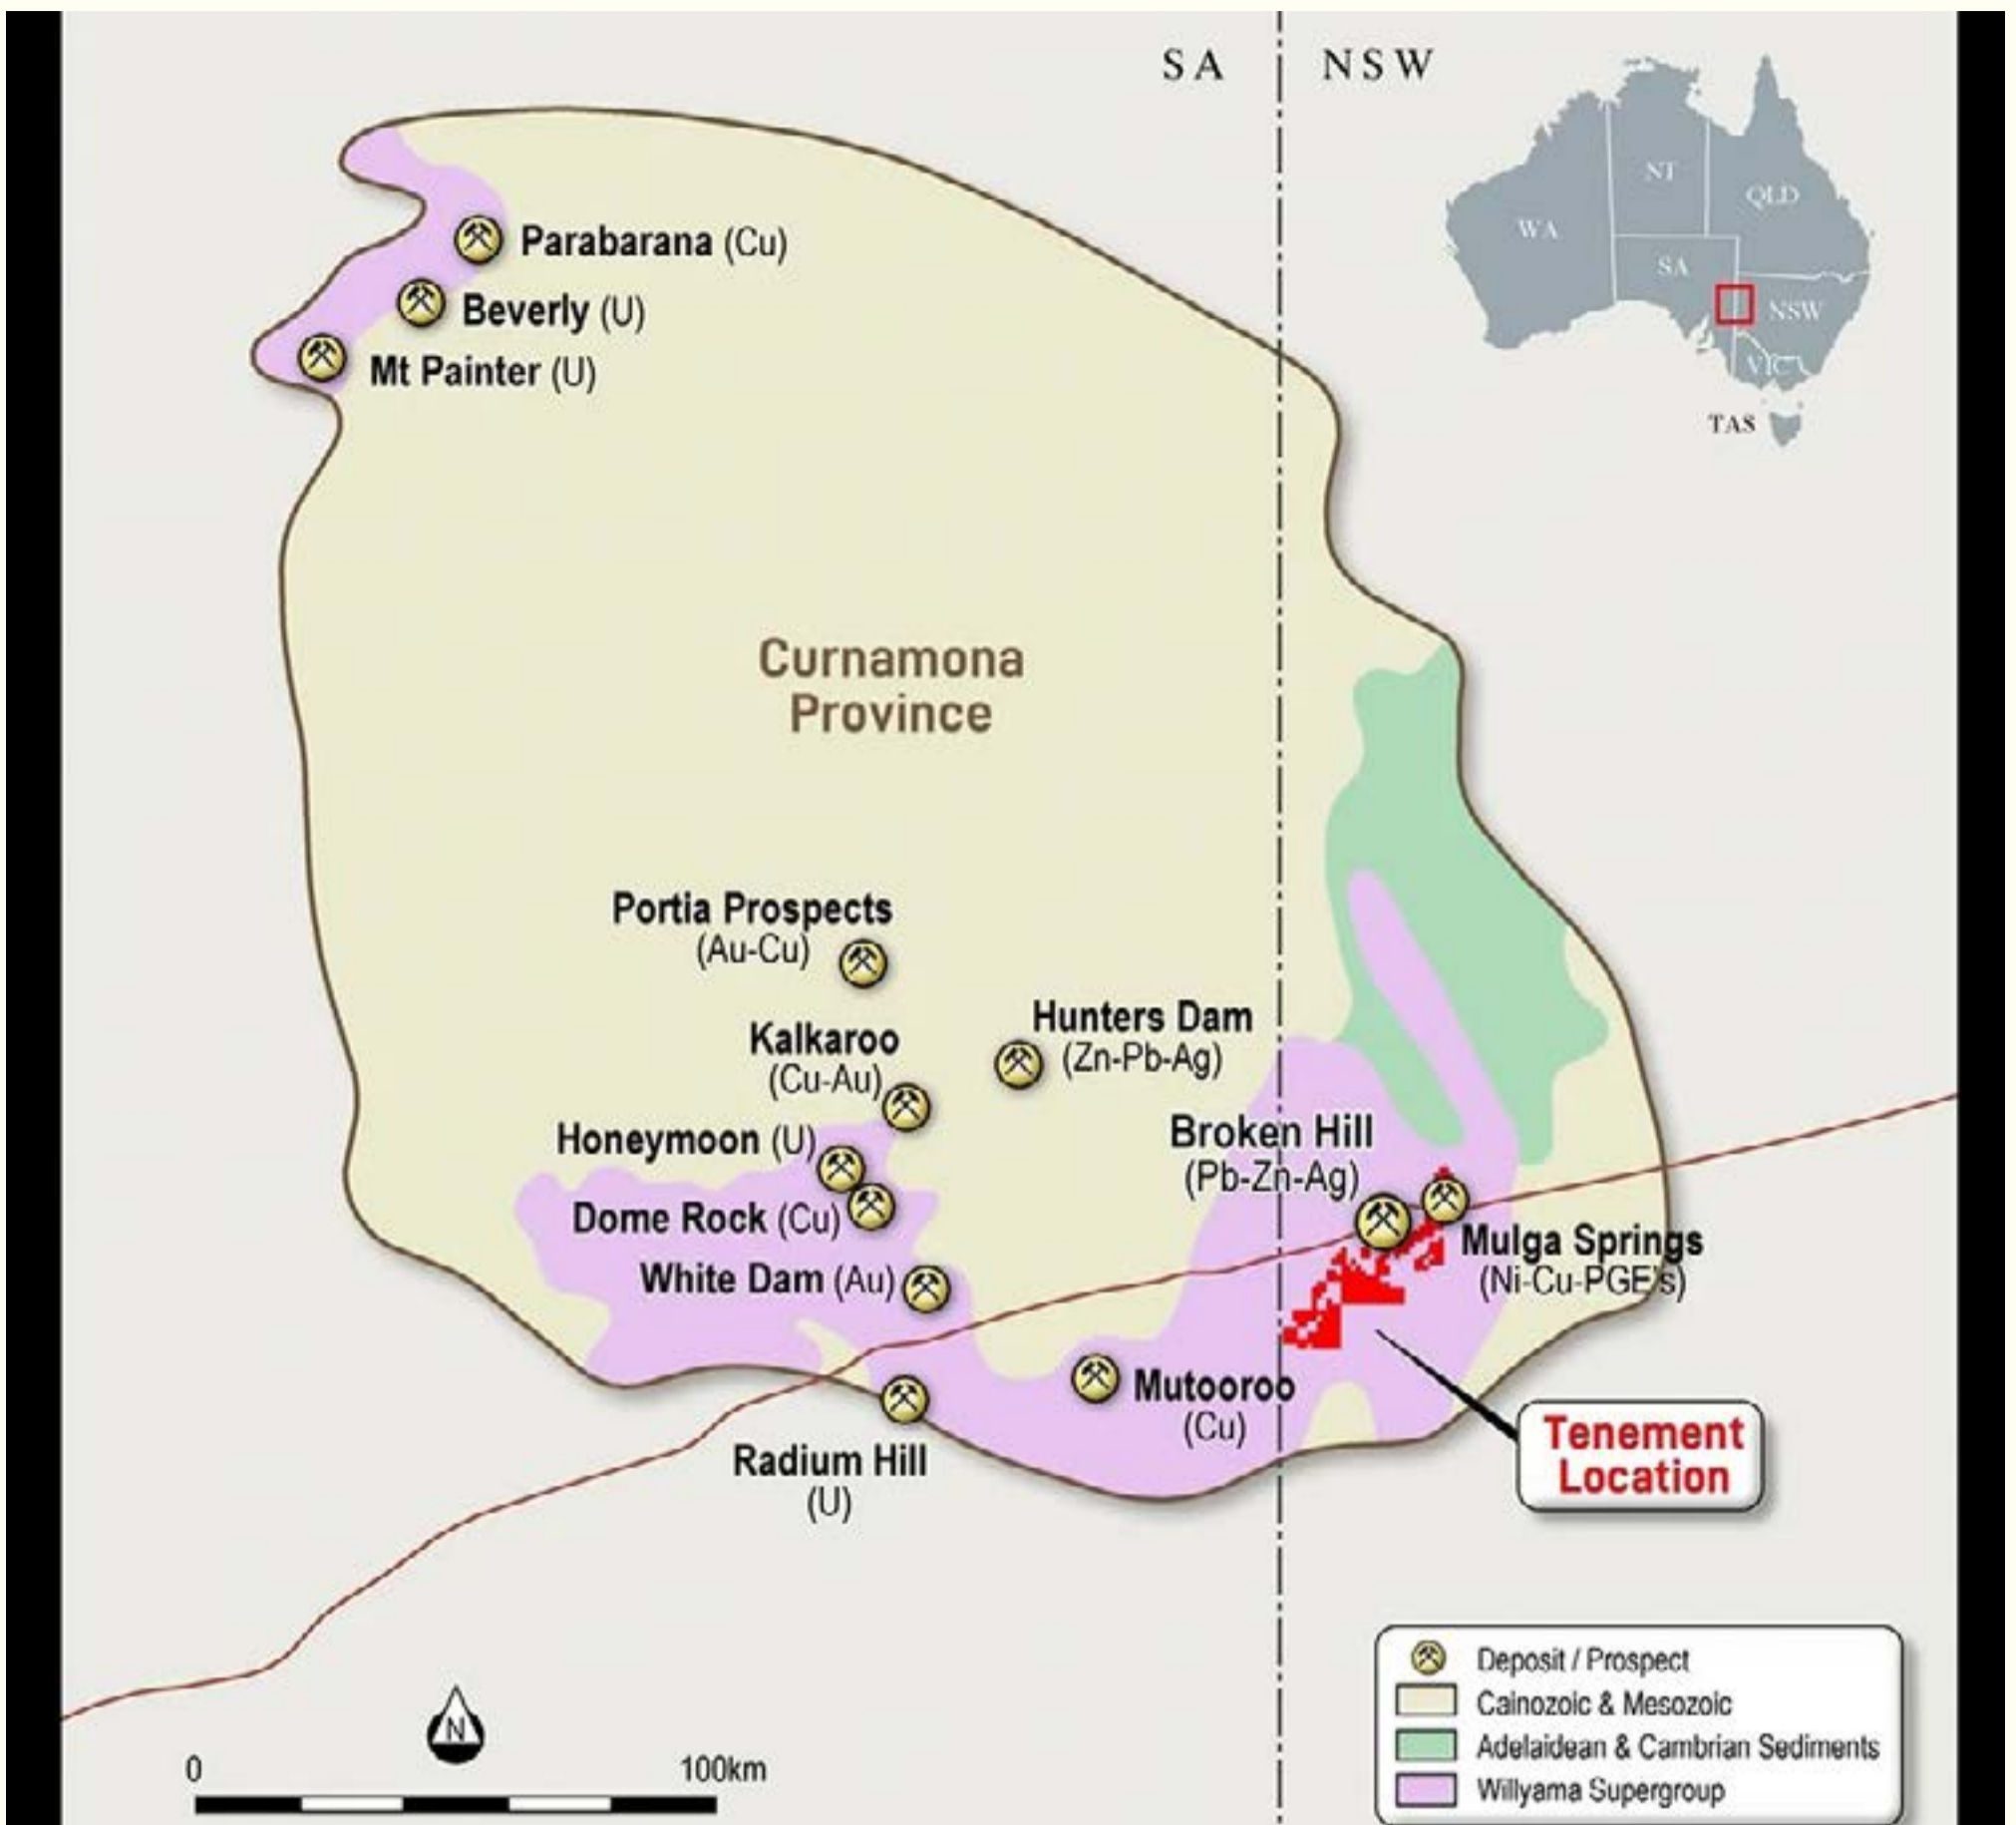 SA
NSW
NT
QLD
WA
SA
NSW
VIC
TAS
Parabarana (Cu)
Beverly (U)
Mt Painter (U)
Curnamona
Province
Portia Prospects
(Au-Cu)
Hunters Dam
(Zn-Pb-Ag)
Kalkaroo
(Cu-Au)
Broken Hill
(Pb-Zn-Ag)
Honeymoon (U)
Dome Rock (Cu)
Mulga Springs
(Ni-Cu-PGE's)
White Dam (Au)
Mutooroo
(Cu)
Tenement
Location
Radium Hill
(U)
N
0 100km
Deposit / Prospect
Cainozoic & Mesozoic
Adelaidean & Cambrian Sediments
Willyama Supergroup